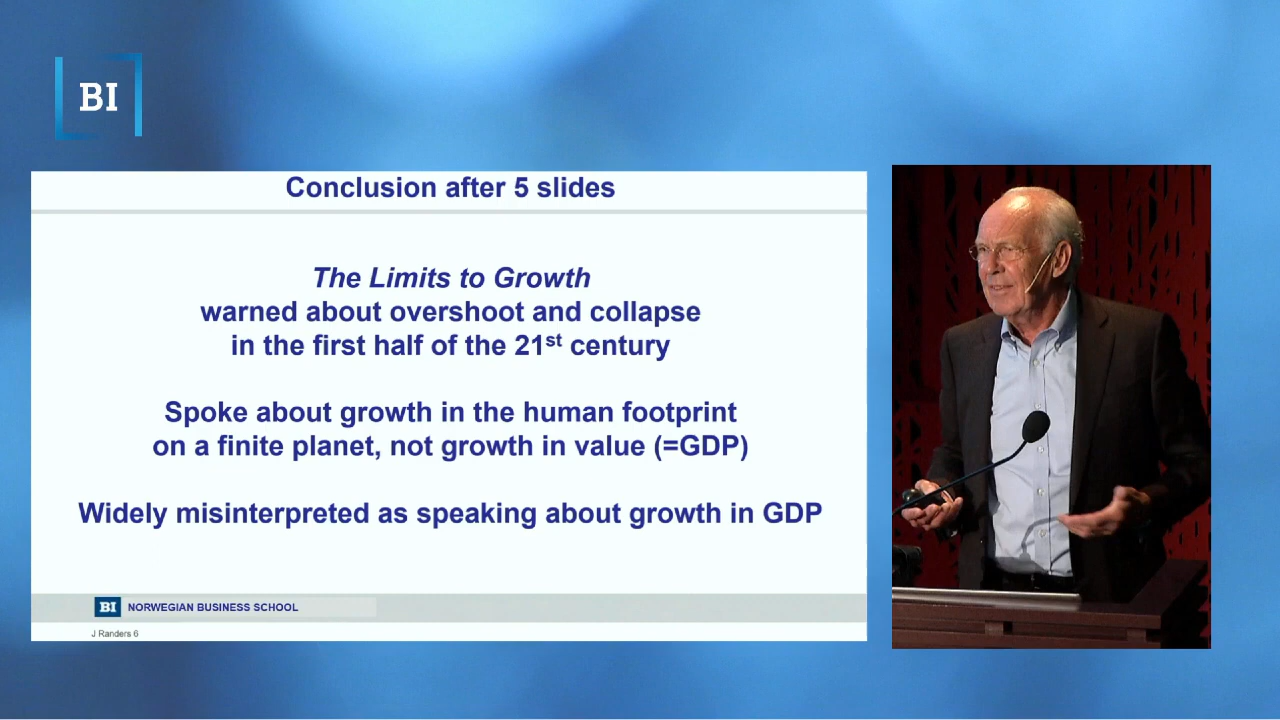 BI
Conclusion after 5 slides
The Limits to Growth
warned about overshoot and collapse
in the first half of the 21st century
Spoke about growth in the human footprint
on a finite planet, not growth in value (=GDP)
Widely misinterpreted as speaking about growth in GDP
BI NORWEGIAN BUSINESS SCHOOL
J Randers 6